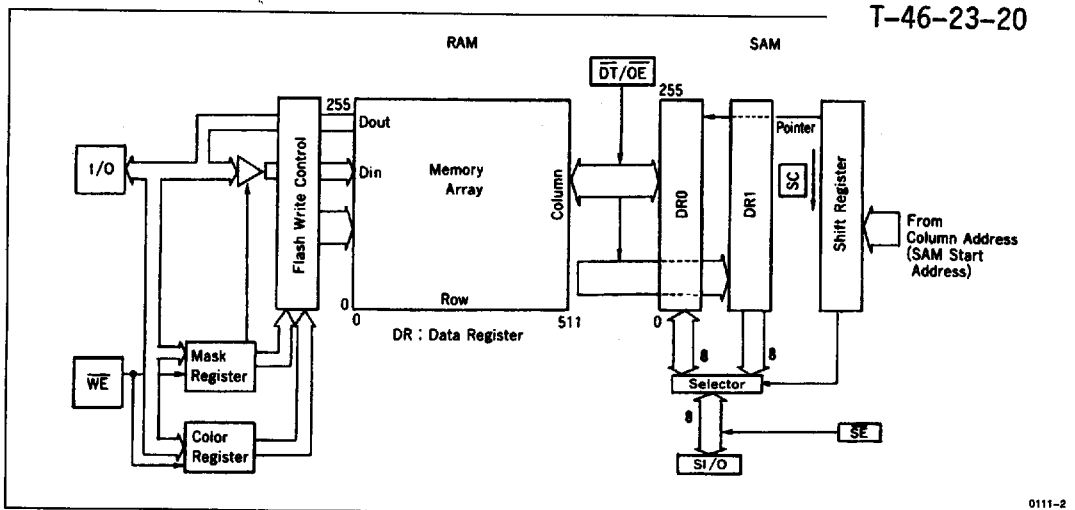 T-46-23-20
RAM
SAM
DT/OE
255
255
Dout
I/O
Din
Flash Write Control
Memory
Array
Column
DR0
DR1
Pointer
SC
Shift Register
From
Column Address
(SAM Start
Address)
0
Row
0
511
0
DR : Data Register
WE
Mask
Register
8
8
Selector
Color
Register
8
SE
SI/O
0111-2